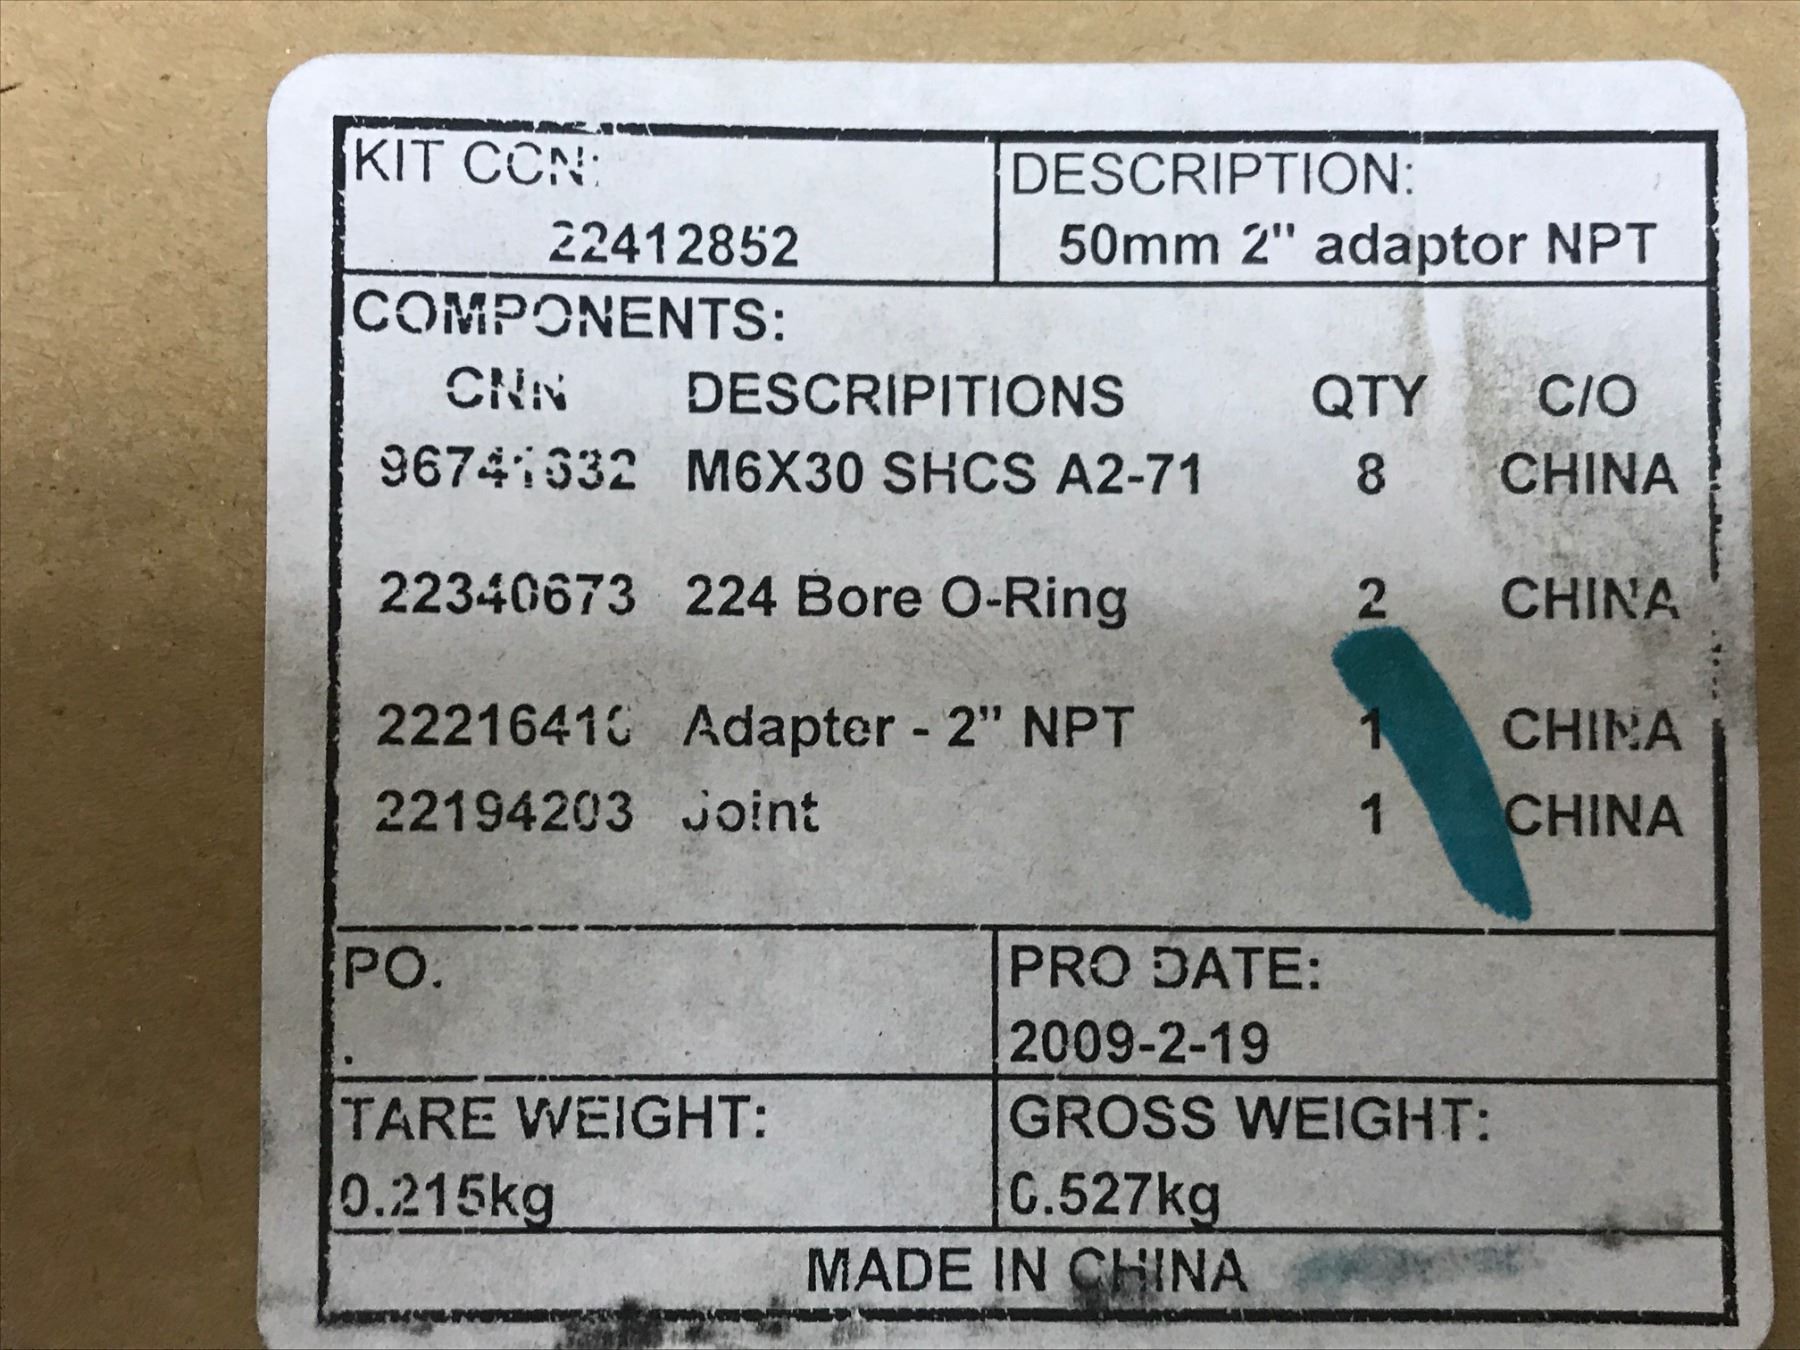 KIT CCN:
22412852
DESCRIPTION:
50mm 2" adaptor NPT
COMPONENTS:
CNN DESCRIPITIONS QTY C/O
M6X30 SHCS A2-71 8 CHINA
22340673 224 Bore O-Ring 2 CHINA
22216410 Adapter - 2" NPT 1 CHINA
22194203 Joint 1 CHINA
PO.
.
PRO DATE:
2009-2-19
TARE WEIGHT:
0.215kg
GROSS WEIGHT:
0.527kg
MADE IN CHINA